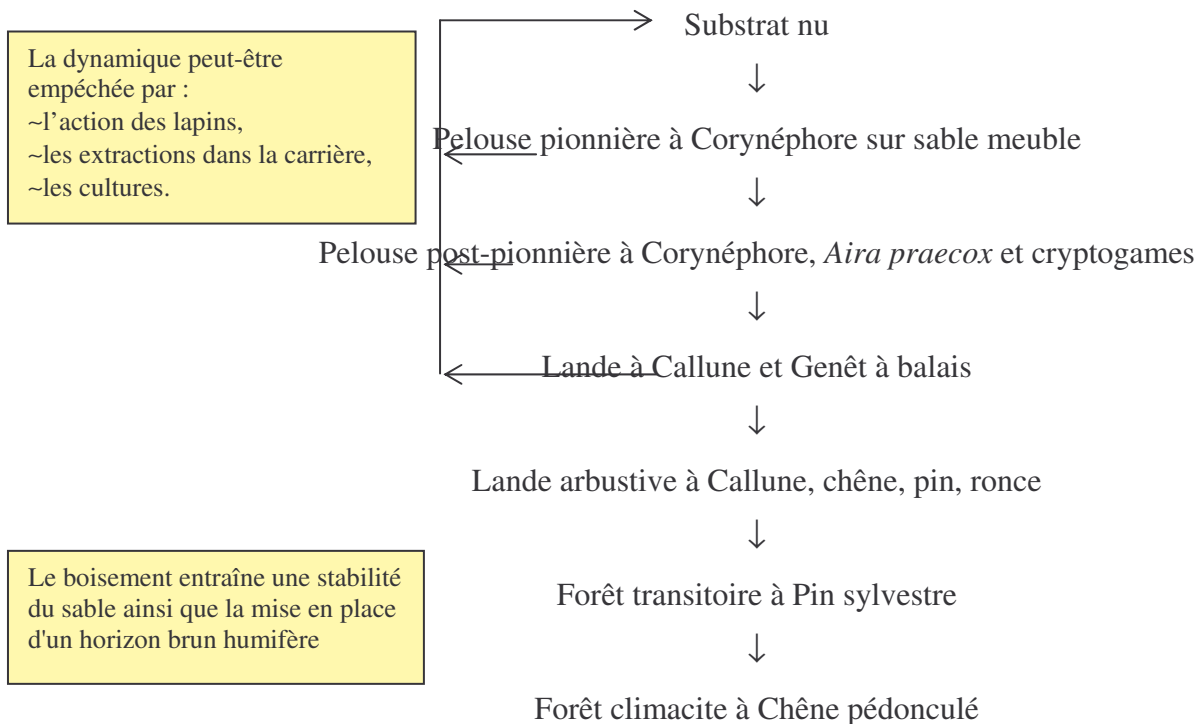 Substrat nu
La dynamique peut-être
empéchée par :
~l'action des lapins,
~les extractions dans la carrière,
~les cultures.
↓
Pelouse pionnière à Corynéphore sur sable meuble
↓
Pelouse post-pionnière à Corynéphore, Aira praecox et cryptogames
↓
Lande à Callune et Genêt à balais
↓
Lande arbustive à Callune, chêne, pin, ronce
↓
Le boisement entraîne une stabilité
du sable ainsi que la mise en place
d'un horizon brun humifère
Forêt transitoire à Pin sylvestre
↓
Forêt climacite à Chêne pédonculé